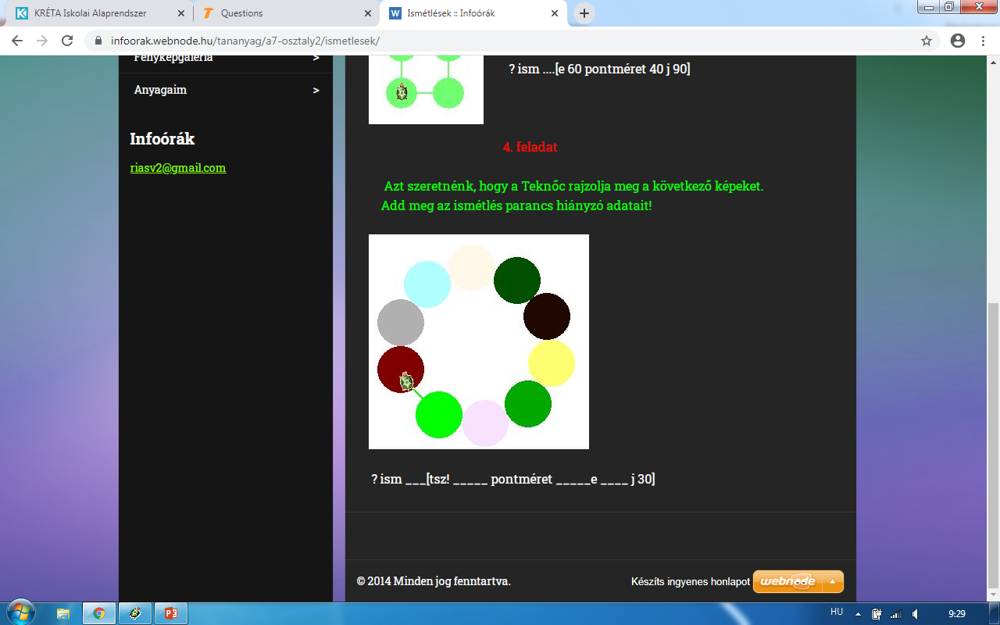 KRÉTA Iskolai Alaprendszer
Questions
Ismétlések :: Infoórák
infoorak.webnode.hu/tananyag/a7-osztaly2/ismetlesek/
Fényképgaléria >
Anyagaim >
Infoórák
riasv2@gmail.com
? ism ....[e 60 pontméret 40 j 90]
4. feladat
Azt szeretnénk, hogy a Teknőc rajzolja meg a következő képeket.
Add meg az ismétlés parancs hiányzó adatait!
? ism ___[tsz! _____ pontméret _____e ____ j 30]
© 2014 Minden jog fenntartva.
Készíts ingyenes honlapot webnode
HU
9:29